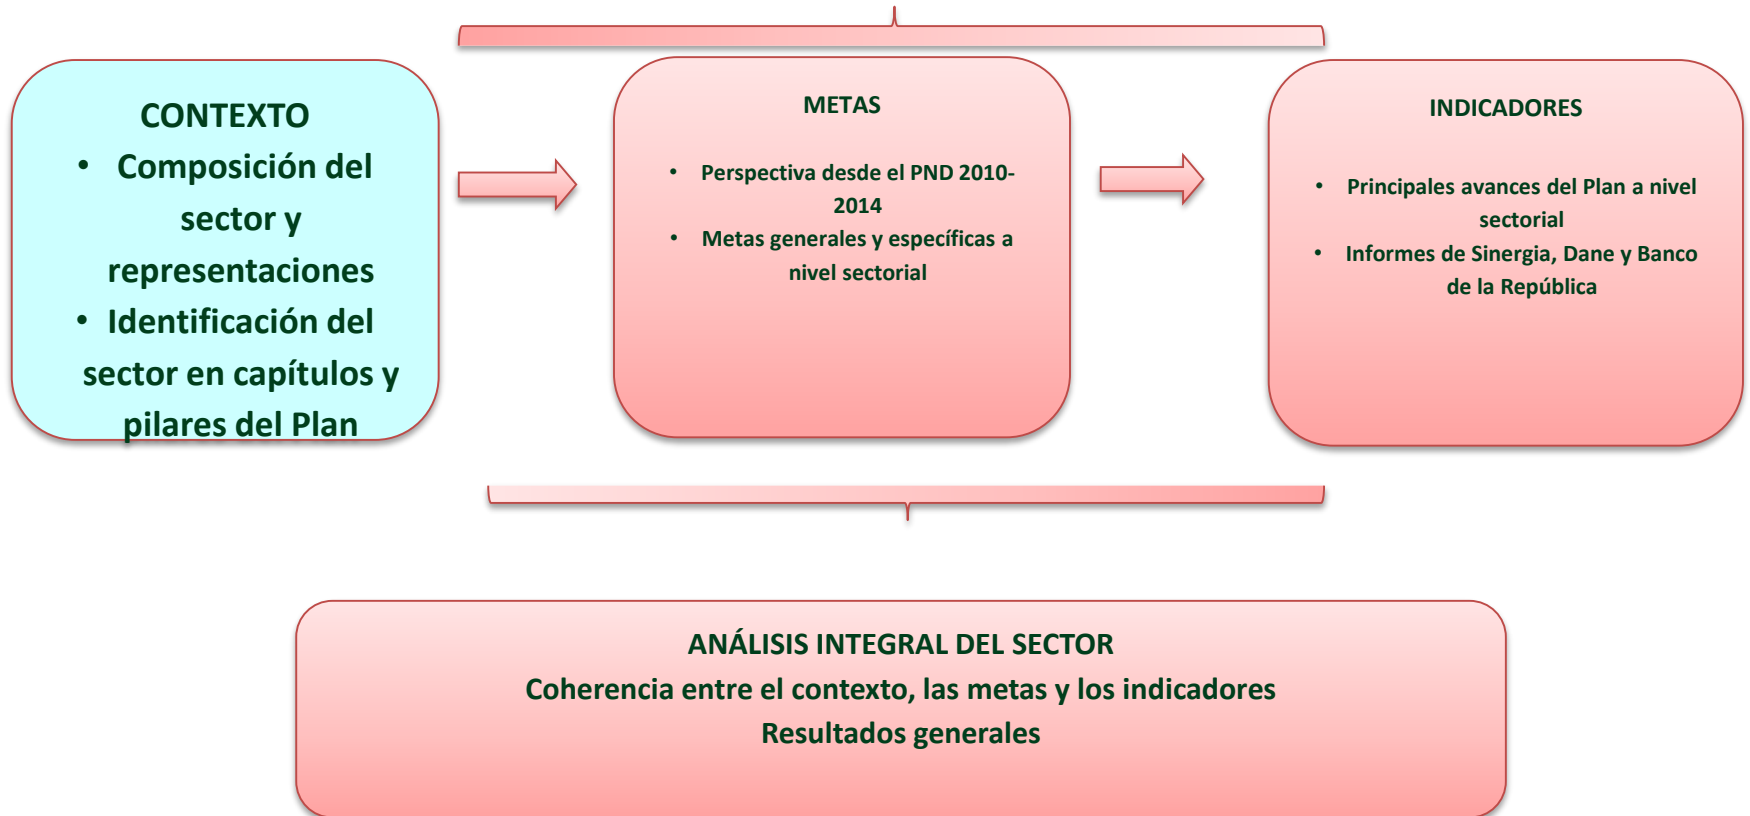 CONTEXTO
• Composición del
sector y
representaciones
• Identificación del
sector en capítulos y
pilares del Plan
METAS
• Perspectiva desde el PND 2010-
2014
• Metas generales y específicas a
nivel sectorial
INDICADORES
• Principales avances del Plan a nivel
sectorial
• Informes de Sinergia, Dane y Banco
de la República
ANÁLISIS INTEGRAL DEL SECTOR
Coherencia entre el contexto, las metas y los indicadores
Resultados generales